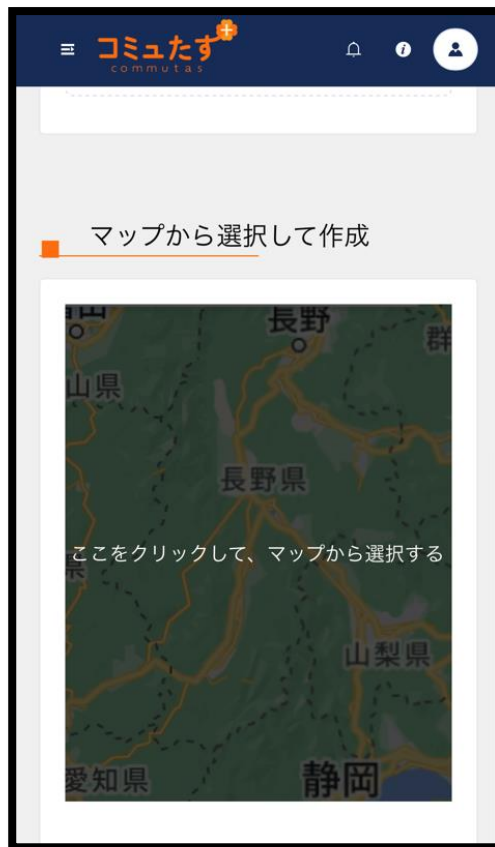 コミュたす
commutas
マップから選択して作成
長野
群
山県
長野県
ここをクリックして、マップから選択する
県
山梨県
愛知県
静岡